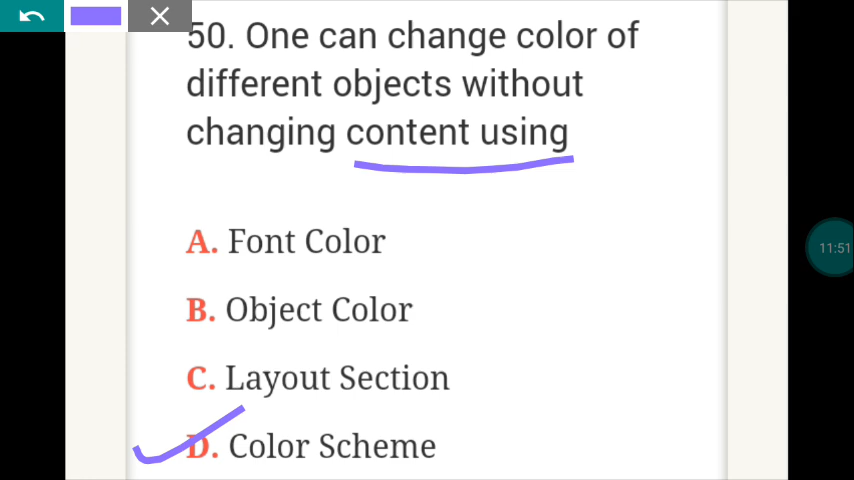 50. One can change color of
different objects without
changing content using
A. Font Color
B. Object Color
C. Layout Section
D. Color Scheme
11:51